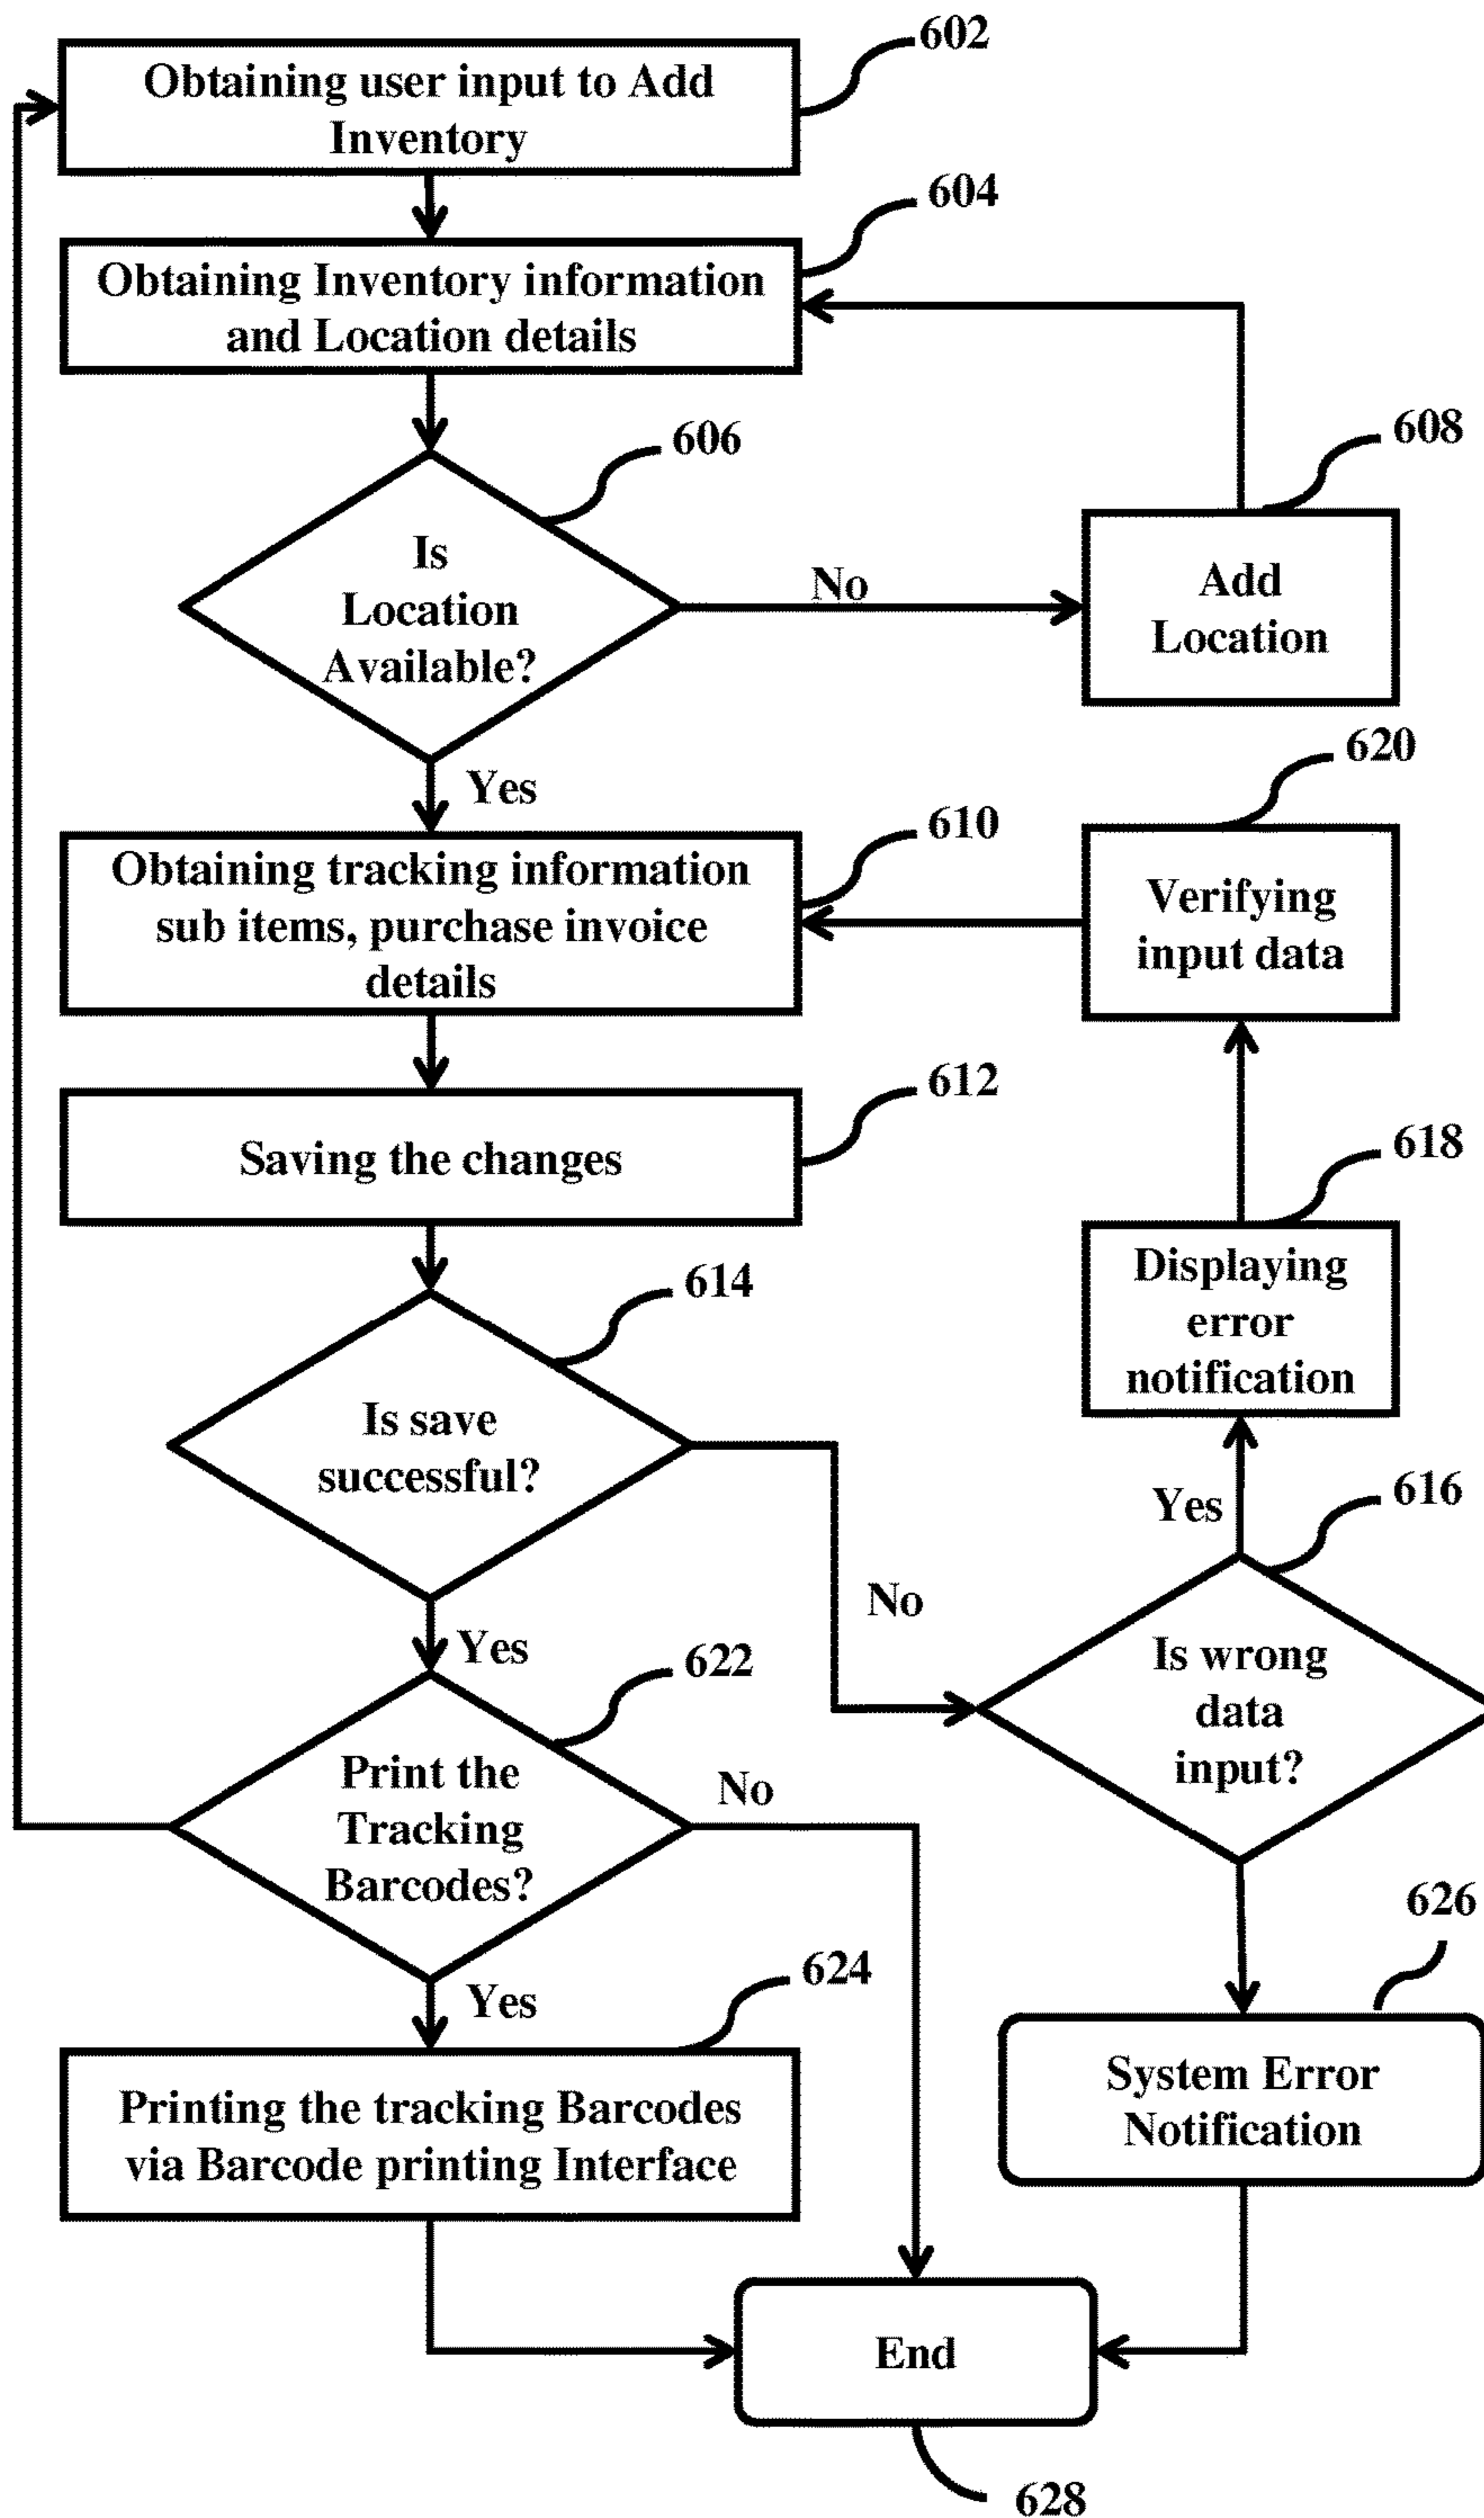 602
Obtaining user input to Add
Inventory
604
Obtaining Inventory information
and Location details
606
608
Is
Location
Available?
No
Add
Location
Yes
620
610
Obtaining tracking information
sub items, purchase invoice
details
Verifying
input data
612
Saving the changes
618
614
Displaying
error
notification
Is save
successful?
616
Yes
No
Yes
622
Is wrong
data
input?
Print the
Tracking
Barcodes?
No
626
624
Yes
Printing the tracking Barcodes
via Barcode printing Interface
System Error
Notification
End
628